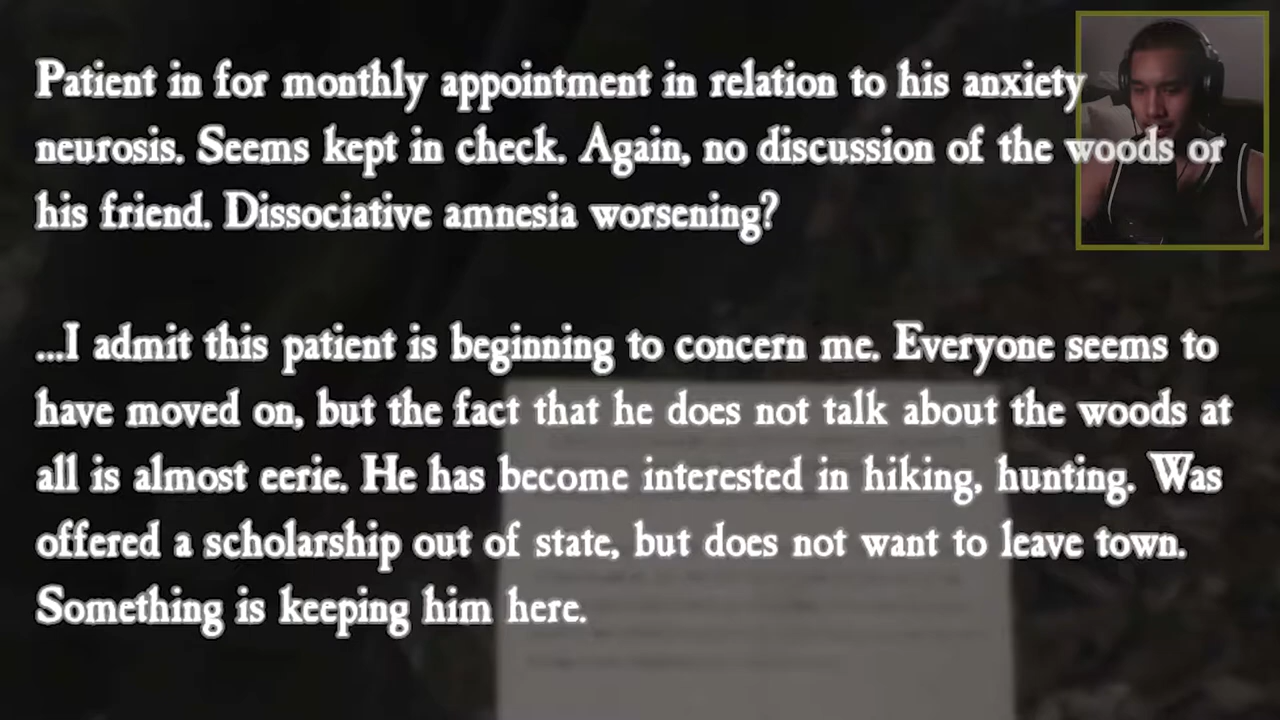 Patient in for monthly appointment in relation to his anxiety
neurosis. Seems kept in check. Again, no discussion of the woods or
his friend. Dissociative amnesia worsening?
...I admit this patient is beginning to concern me. Everyone seems to
have moved on, but the fact that he does not talk about the woods at
all is almost eerie. He has become interested in hiking, hunting. Was
offered a scholarship out of state, but does not want to leave town.
Something is keeping him here.